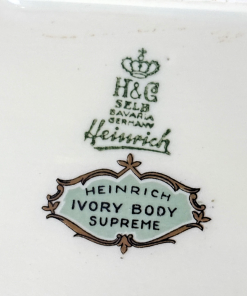 H&C
SELB
BAVARIA
GERMANY
Heinrich
HEINRICH
IVORY BODY
SUPREME